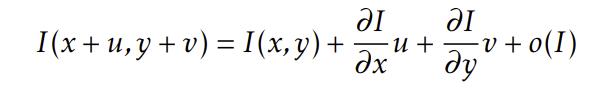 I(x + u, y + v) = I(x, y) + ∂I/∂x u + ∂I/∂y v + o(I)